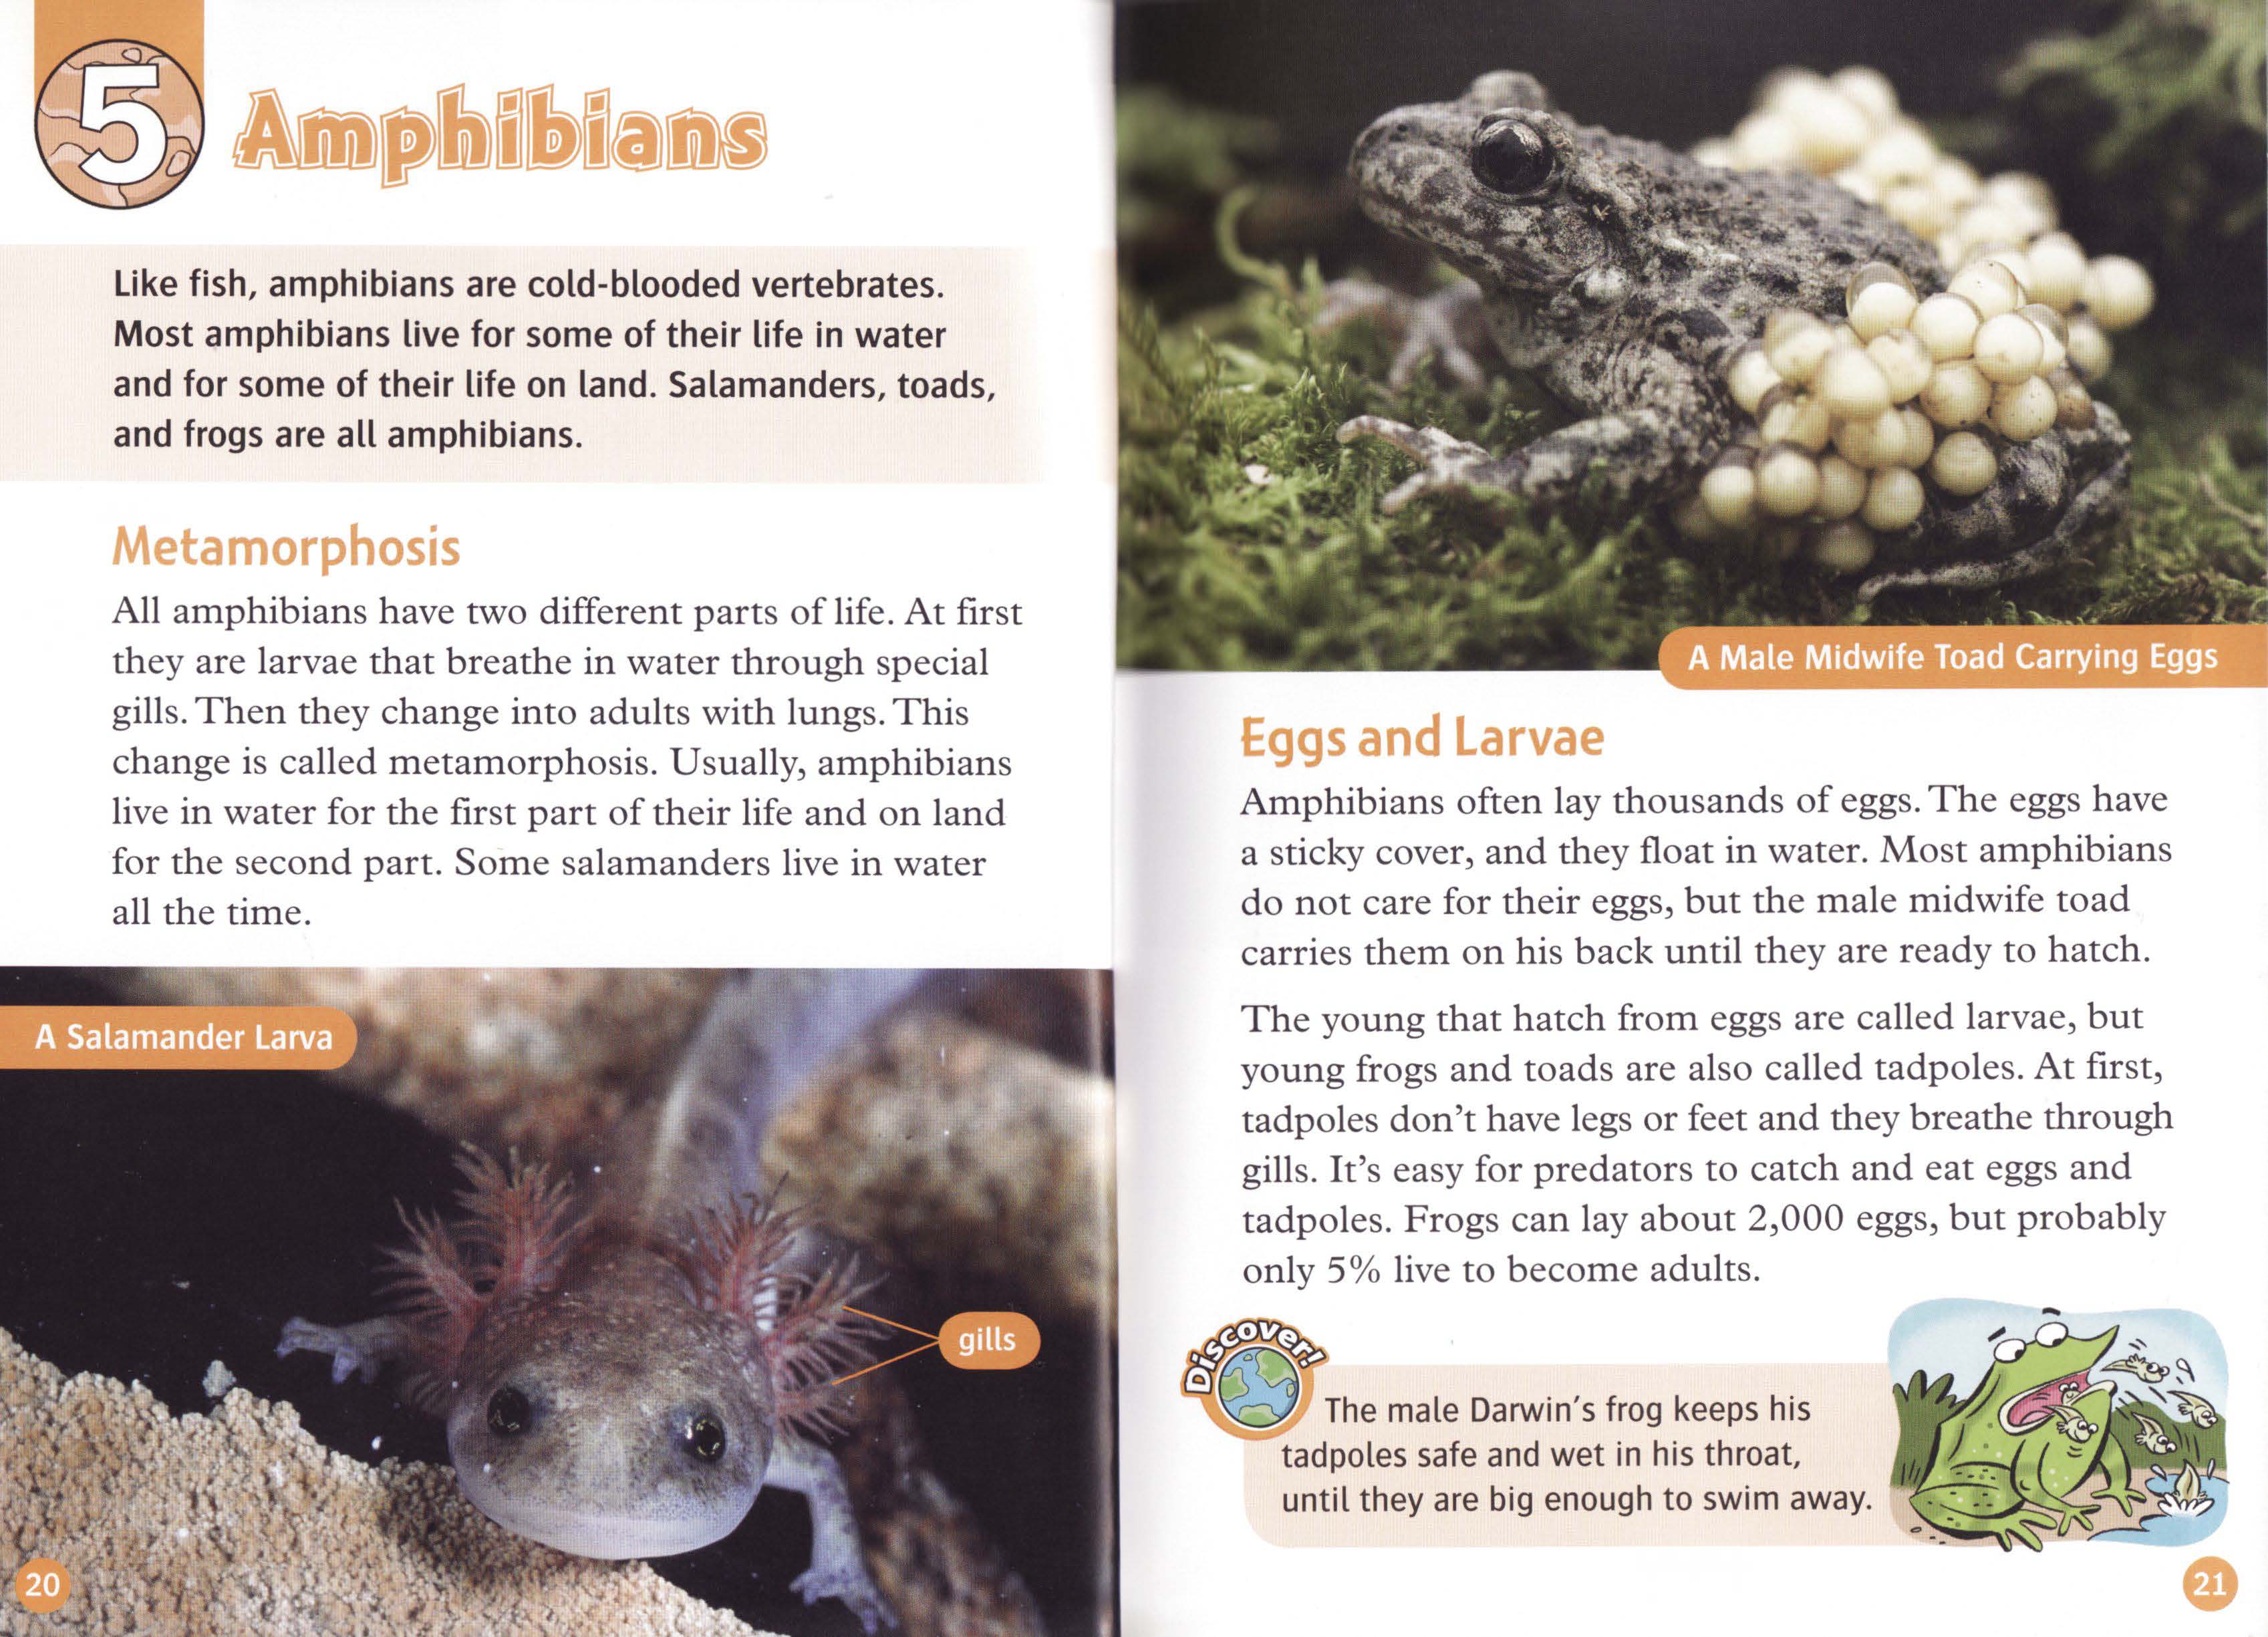 5
Amphibians
Like fish, amphibians are cold-blooded vertebrates.
Most amphibians live for some of their life in water
and for some of their life on land. Salamanders, toads,
and frogs are all amphibians.
Metamorphosis
All amphibians have two different parts of life. At first
they are larvae that breathe in water through special
gills. Then they change into adults with lungs. This
change is called metamorphosis. Usually, amphibians
live in water for the first part of their life and on land
for the second part. Some salamanders live in water
all the time.
A Salamander Larva
gills
20
A Male Midwife Toad Carrying Eggs
Eggs and Larvae
Amphibians often lay thousands of eggs. The eggs have
a sticky cover, and they float in water. Most amphibians
do not care for their eggs, but the male midwife toad
carries them on his back until they are ready to hatch.
The young that hatch from eggs are called larvae, but
young frogs and toads are also called tadpoles. At first,
tadpoles don't have legs or feet and they breathe through
gills. It's easy for predators to catch and eat eggs and
tadpoles. Frogs can lay about 2,000 eggs, but probably
only 5% live to become adults.
Discover!
The male Darwin's frog keeps his
tadpoles safe and wet in his throat,
until they are big enough to swim away.
21